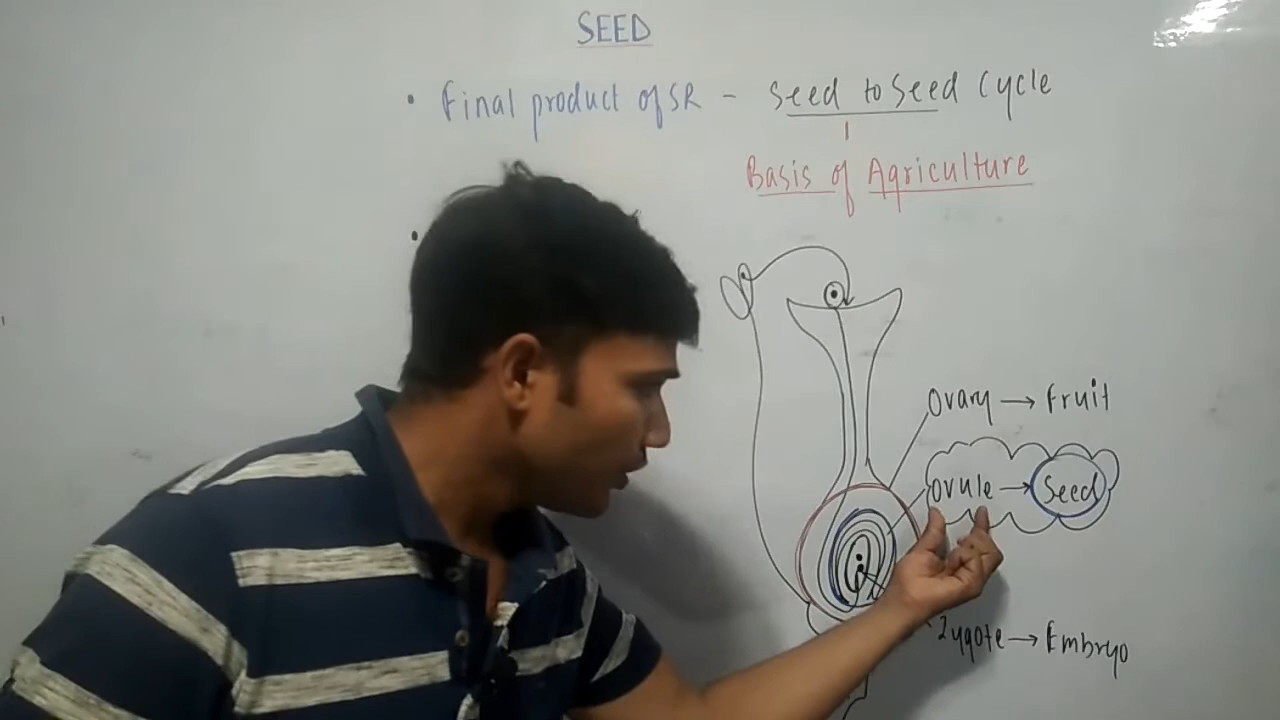 SEED
• Final product of SR - Seed to Seed Cycle
Basis of Agriculture
•
Ovary → Fruit
Ovule → Seed
Zygote → Embryo